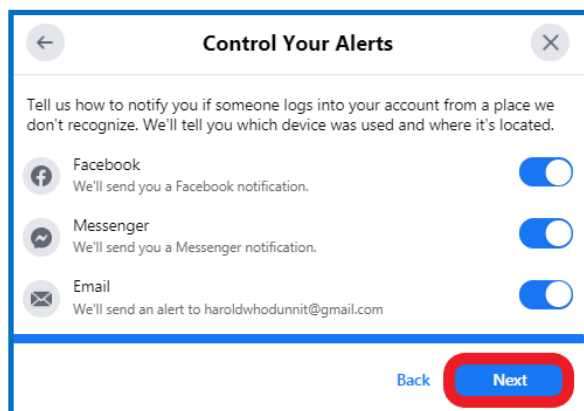 Control Your Alerts
Tell us how to notify you if someone logs into your account from a place we
don't recognize. We'll tell you which device was used and where it's located.
Facebook
We'll send you a Facebook notification.
Messenger
We'll send you a Messenger notification.
Email
We'll send an alert to haroldwhodunnit@gmail.com
Back Next